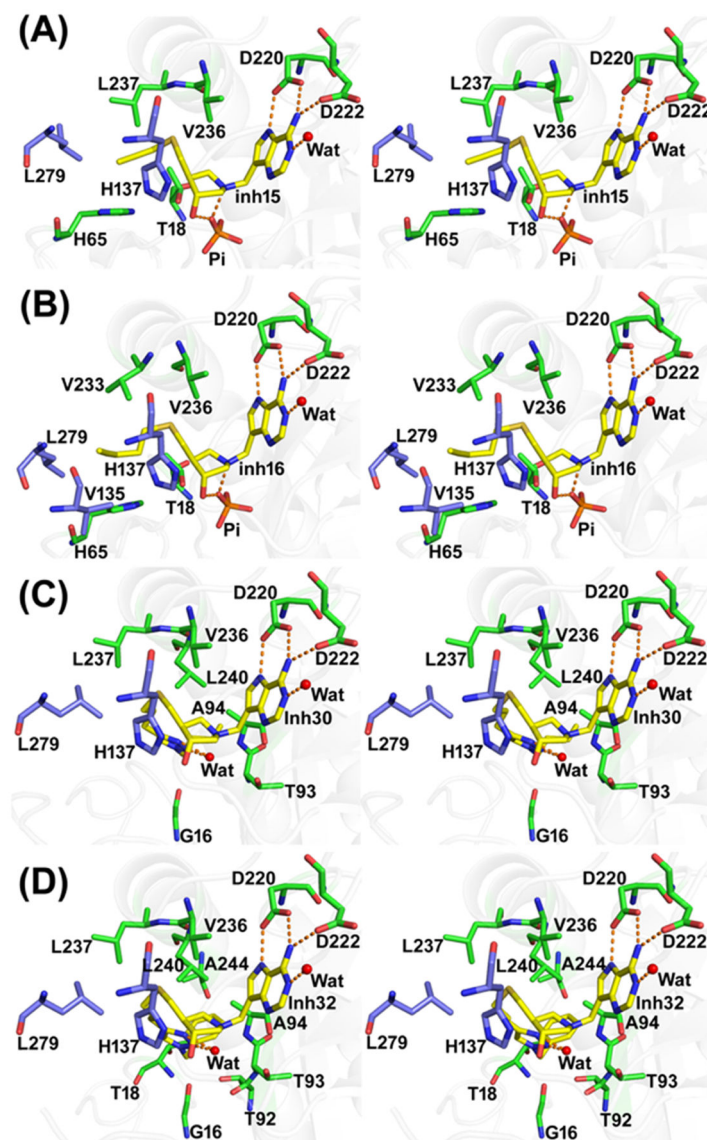 (A)
D220
D220
L237
L237
D222
D222
V236
V236
Wat
Wat
L279
L279
H137
inh15
H137
inh15
H65
T18
H65
T18
Pi
Pi
(B)
D220
D220
V233
V233
D222
D222
V236
V236
Wat
Wat
L279
L279
H137
inh16
H137
inh16
V135
T18
V135
T18
H65
Pi
H65
Pi
(C)
D220
D220
V236
V236
L237
D222
L237
D222
L240
L240
Wat
Wat
A94
A94
L279
Inh30
L279
Inh30
H137
H137
Wat
Wat
T93
T93
G16
G16
(D)
D220
D220
V236
V236
L237
D222
L237
D222
L240
A244
L240
A244
Wat
Wat
Inh32
Inh32
L279
A94
L279
A94
H137
H137
Wat
Wat
T18
T93
T18
T93
G16
T92
G16
T92